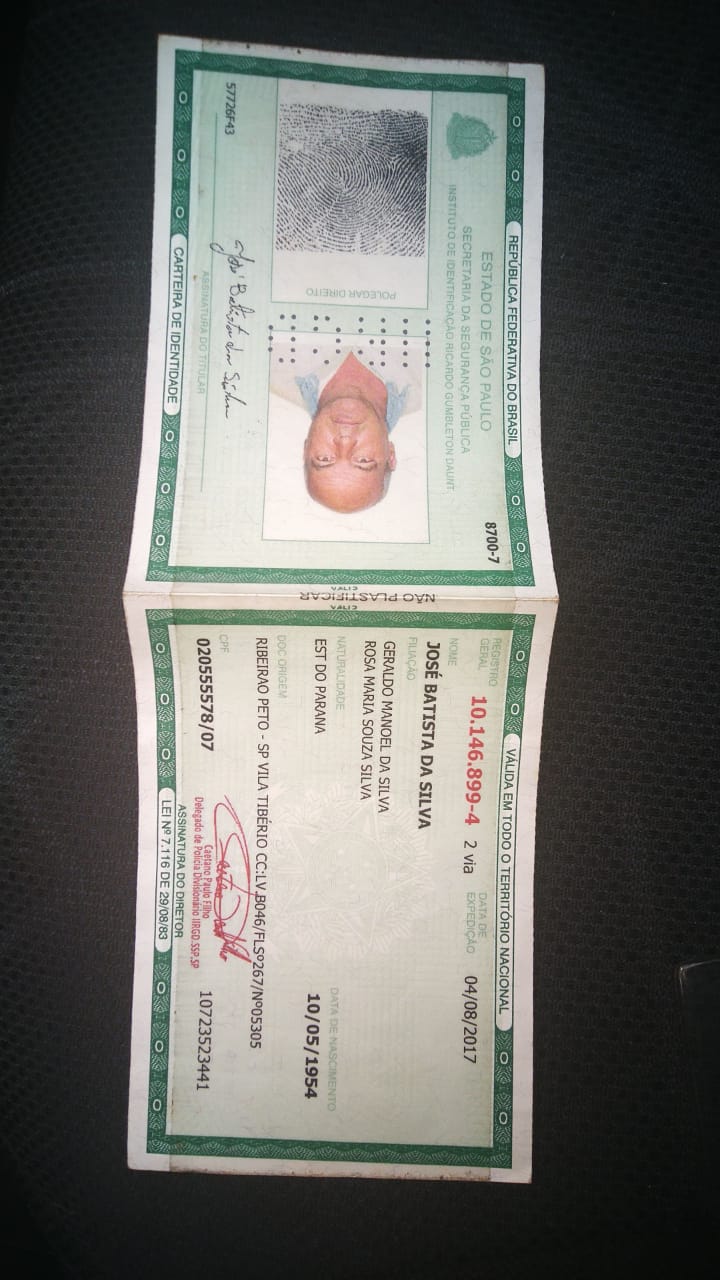 REPÚBLICA FEDERATIVA DO BRASIL
ESTADO DE SÃO PAULO
SECRETARIA DA SEGURANÇA PÚBLICA
INSTITUTO DE IDENTIFICAÇÃO RICARDO GUMBLETON DAUNT
8700-7
POLEGAR DIREITO
57726F43
José Batista da Silva
ASSINATURA DO TITULAR
CARTEIRA DE IDENTIDADE
NÃO PLASTIFICAR
VÁLIDA EM TODO O TERRITÓRIO NACIONAL
REGISTRO GERAL 10.146.899-4 2 via DATA DE EXPEDIÇÃO 04/08/2017
NOME
JOSÉ BATISTA DA SILVA
FILIAÇÃO
GERALDO MANOEL DA SILVA
ROSA MARIA SOUZA SILVA
NATURALIDADE DATA DE NASCIMENTO
EST DO PARANA 10/05/1954
DOC ORIGEM
RIBEIRAO PETO - SP VILA TIBÉRIO CC:LV.B046/FLSº267/Nº05305
CPF
020555578/07 10723523441
Caetano Paulo Filho
Delegado de Polícia Divisionário IIRGD.SSP.SP
ASSINATURA DO DIRETOR
LEI Nº 7.116 DE 29/08/83